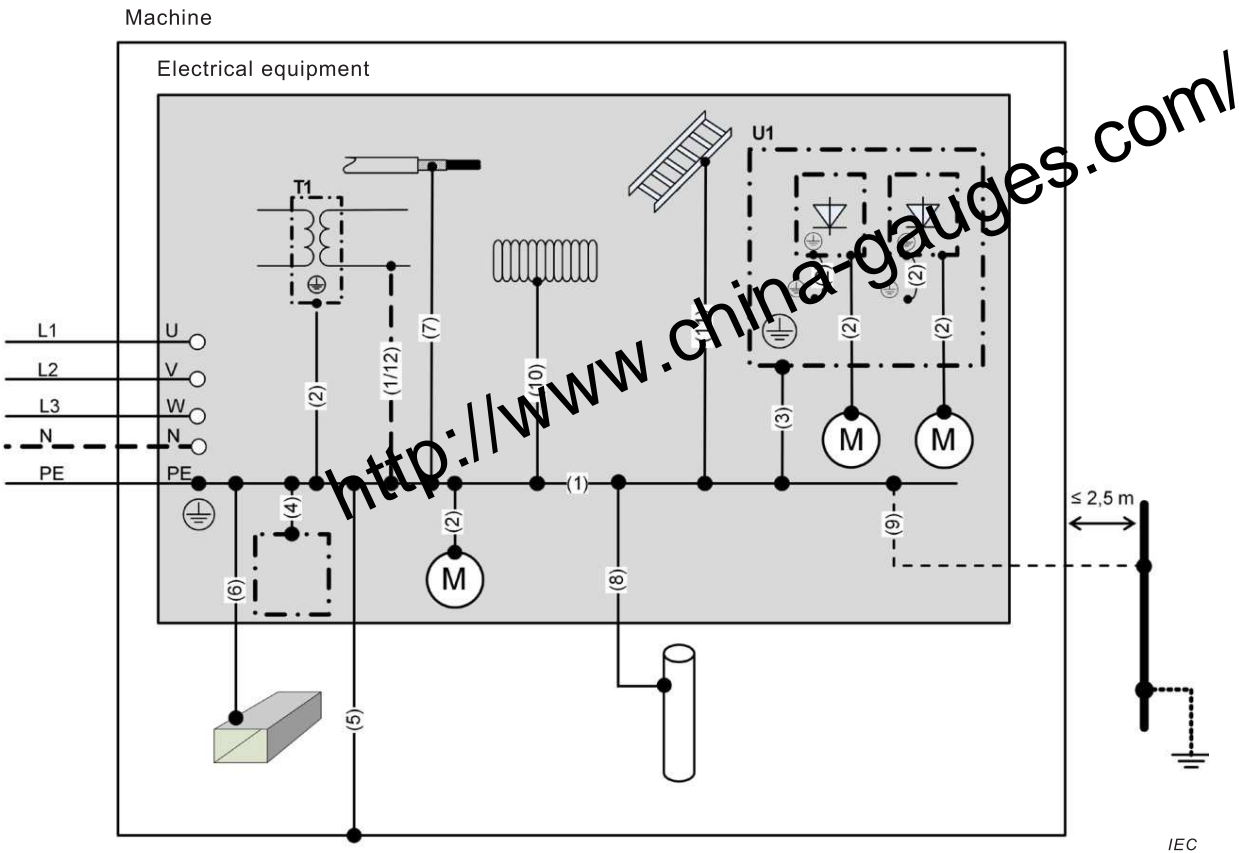 Machine
Electrical equipment
http://www.china-gauges.com/
T1
U1
(7)
(1/12)
(2)
(10)
(2)
(2)
(2)
(3)
L1
U
L2
V
L3
W
N
N
PE
PE
M
M
(1)
(4)
(2)
(9)
≤ 2,5 m
(6)
M
(8)
(5)
IEC